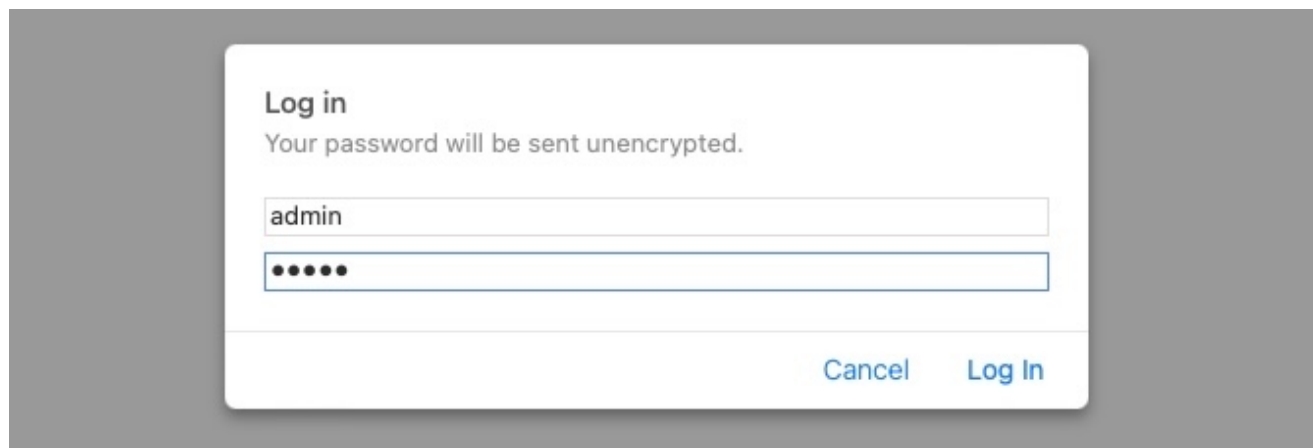 Log in
Your password will be sent unencrypted.
admin
•••••
Cancel Log In